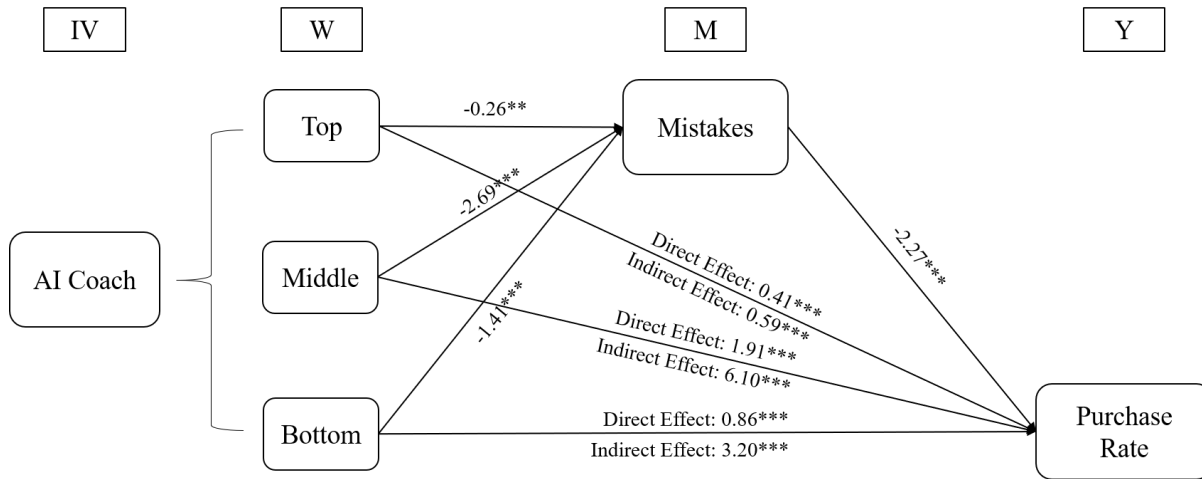 IV
W
M
Y
Top
-0.26**
Mistakes
-2.69***
AI Coach
Middle
-1.41***
-2.27***
Direct Effect: 0.41***
Indirect Effect: 0.59***
Direct Effect: 1.91***
Indirect Effect: 6.10***
Bottom
Direct Effect: 0.86***
Indirect Effect: 3.20***
Purchase
Rate